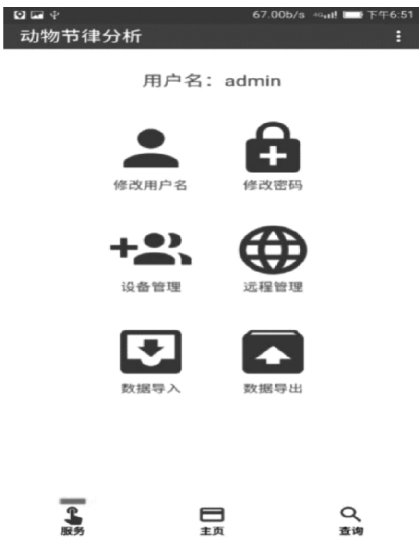 67.00b/s 4G 下午6:51
动物节律分析
用户名：admin
修改用户名 修改密码
设备管理 远程管理
数据导入 数据导出
服务 主页 查询